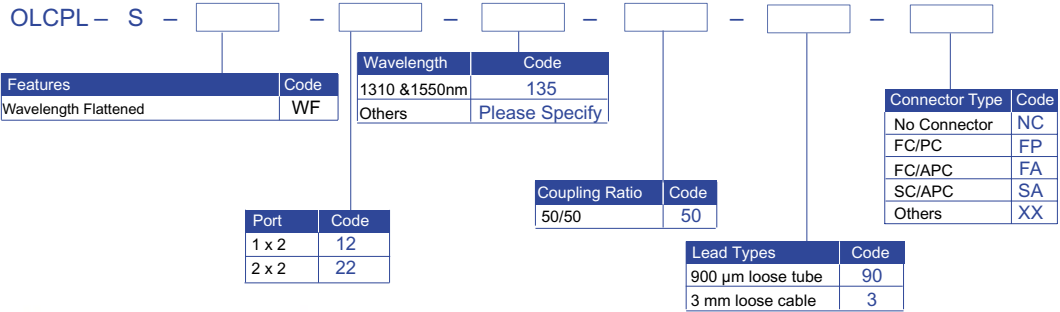 OLCPL – S – – – – – –
Features Code
Wavelength Flattened WF
Port Code
1 x 2 12
2 x 2 22
Wavelength Code
1310 &1550nm 135
Others Please Specify
Coupling Ratio Code
50/50 50
Lead Types Code
900 μm loose tube 90
3 mm loose cable 3
Connector Type Code
No Connector NC
FC/PC FP
FC/APC FA
SC/APC SA
Others XX